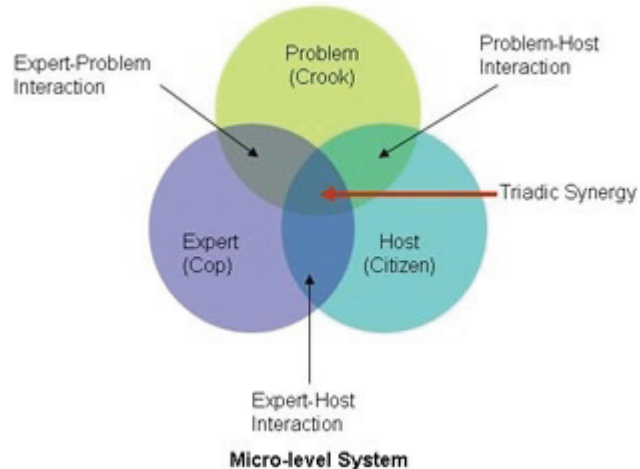 Problem
(Crook)
Expert-Problem
Interaction
Problem-Host
Interaction
Triadic Synergy
Expert
(Cop)
Host
(Citizen)
Expert-Host
Interaction
Micro-level System